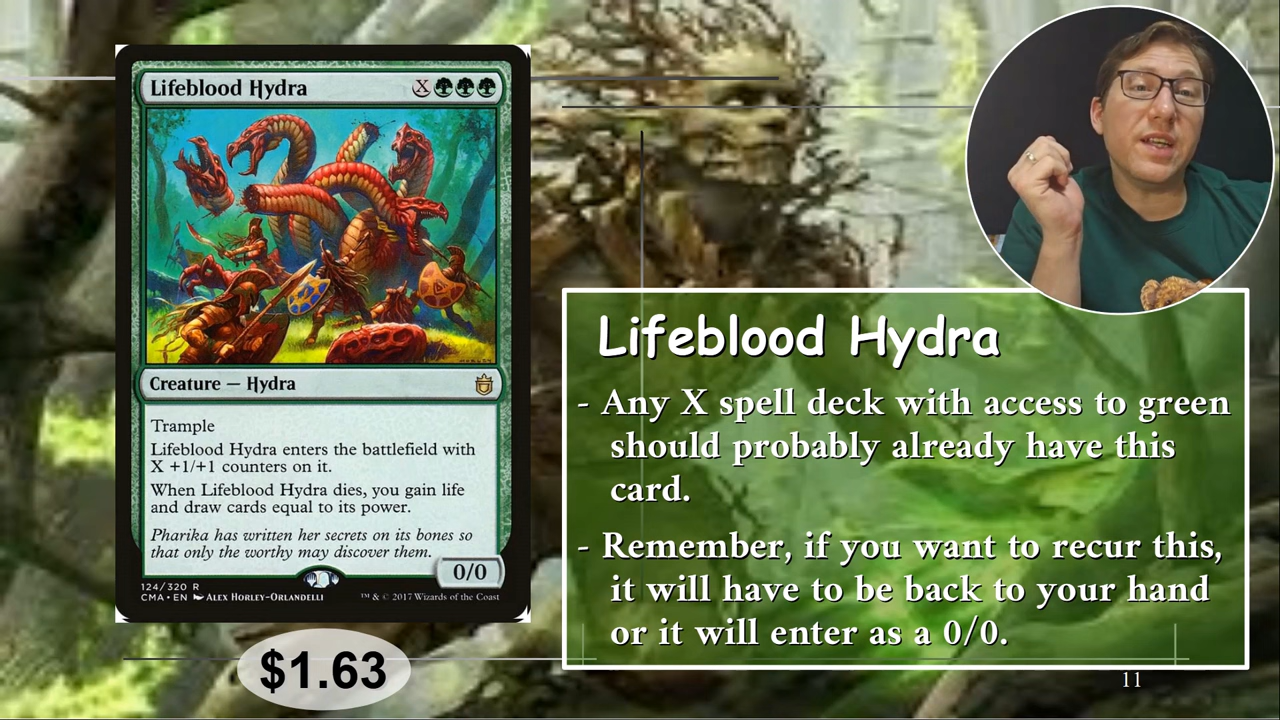 Lifeblood Hydra X
Creature — Hydra
Trample
Lifeblood Hydra enters the battlefield with
X +1/+1 counters on it.
When Lifeblood Hydra dies, you gain life
and draw cards equal to its power.
Pharika has written her secrets on its bones so
that only the worthy may discover them.
0/0
124/320 R
CMA • EN Alex Horley-Orlandelli
™ & © 2017 Wizards of the Coast
$1.63
Lifeblood Hydra
- Any X spell deck with access to green
should probably already have this
card.
- Remember, if you want to recur this,
it will have to be back to your hand
or it will enter as a 0/0.
11